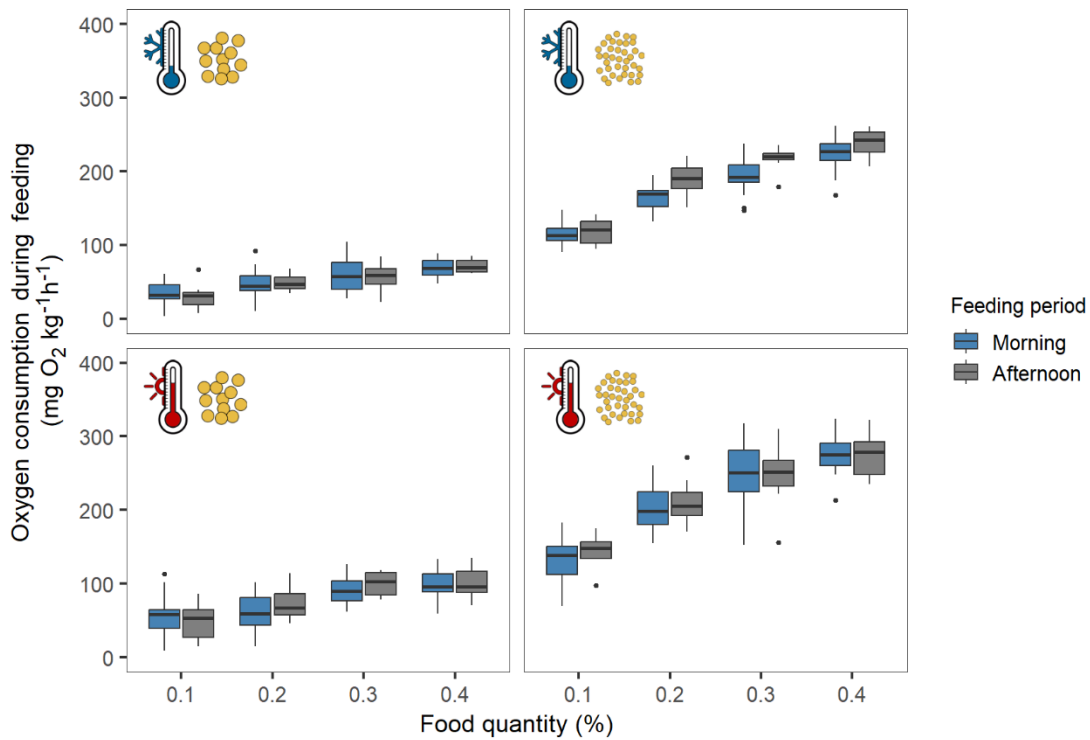 Oxygen consumption during feeding
(mg O₂ kg⁻¹h⁻¹)
400
300
200
100
0
400
300
200
100
0
0.1 0.2 0.3 0.4 0.1 0.2 0.3 0.4
Food quantity (%)
Feeding period
Morning
Afternoon